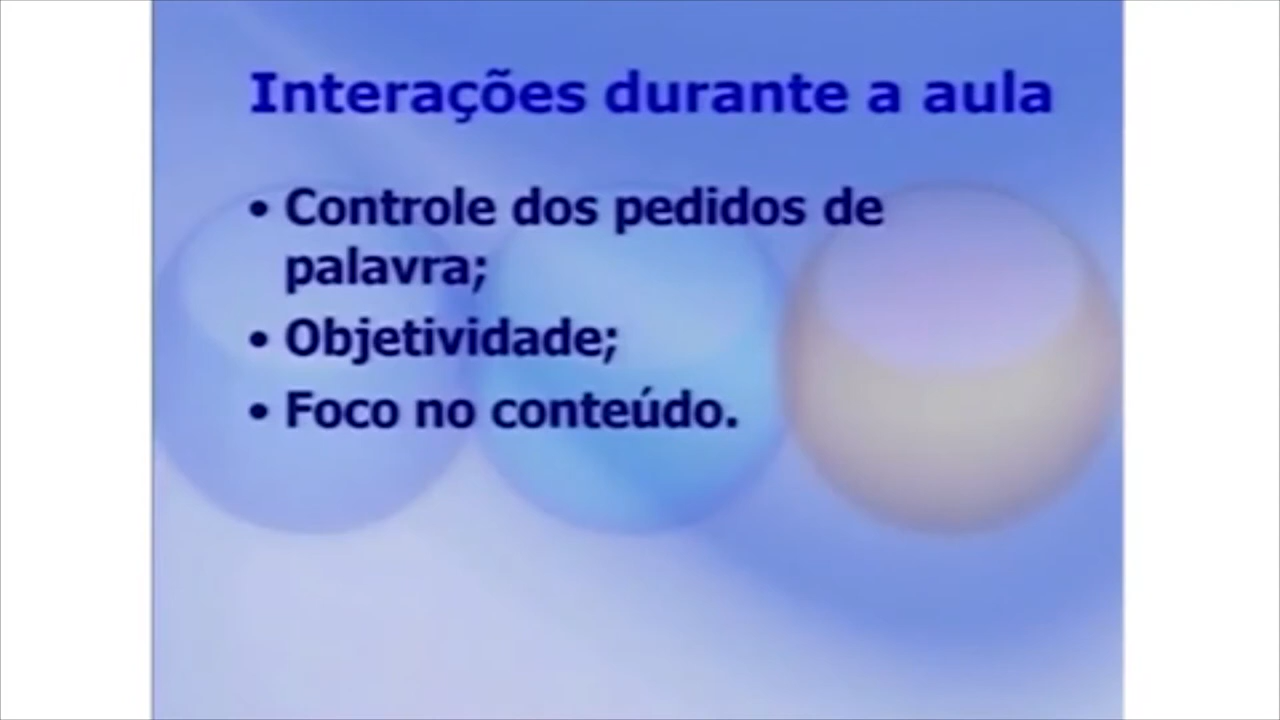 Interações durante a aula
• Controle dos pedidos de
palavra;
• Objetividade;
• Foco no conteúdo.